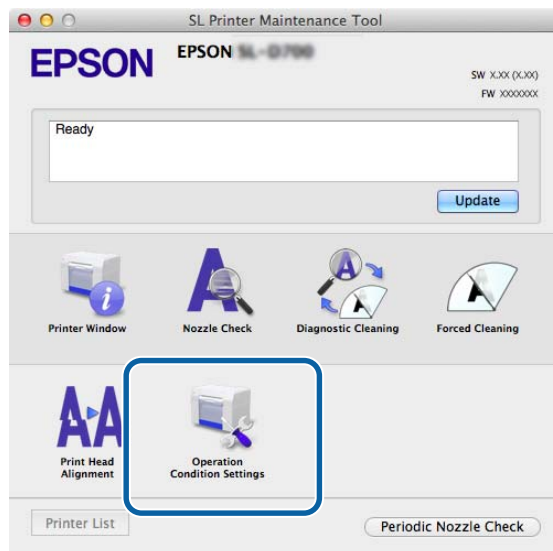 SL Printer Maintenance Tool
EPSON
EPSON
SW X.XX (X.XX)
FW XXXXXXX
Ready
Update
Printer Window
Nozzle Check
Diagnostic Cleaning
Forced Cleaning
Print Head
Alignment
Operation
Condition Settings
Printer List
Periodic Nozzle Check